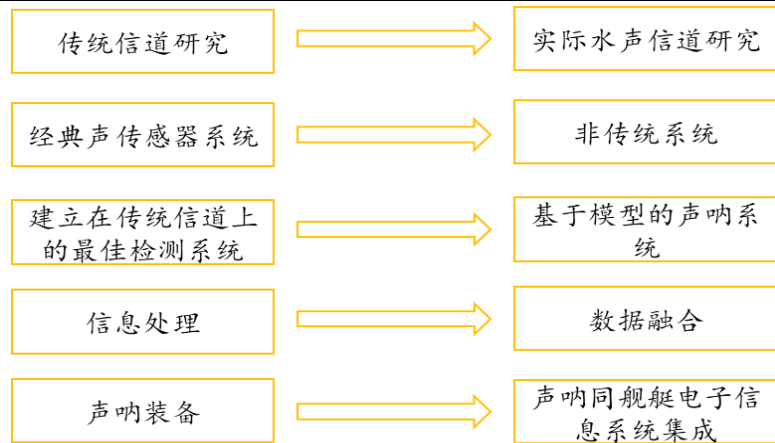 传统信道研究
实际水声信道研究
经典声传感器系统
非传统系统
建立在传统信道上
的最佳检测系统
基于模型的声呐系
统
信息处理
数据融合
声呐装备
声呐同舰艇电子信
息系统集成